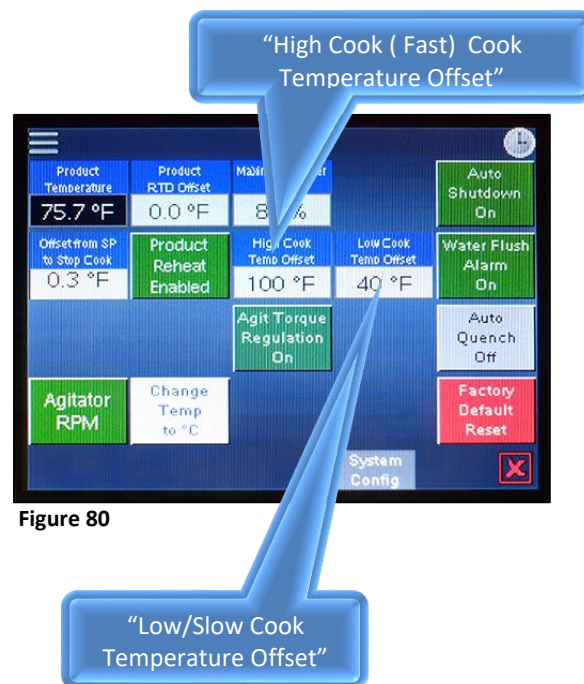 “High Cook ( Fast) Cook
Temperature Offset”
Product
Temperature
75.7 °F
Product
RTD Offset
0.0 °F
8
%
Auto
Shutdown
On
Offset from SP
to Stop Cook
0.3 °F
Product
Reheat
Enabled
High Cook
Temp Offset
100 °F
Low Cook
Temp Offset
40 °F
Water Flush
Alarm
On
Agit Torque
Regulation
On
Auto
Quench
Off
Agitator
RPM
Change
Temp
to °C
Factory
Default
Reset
System
Config
Figure 80
“Low/Slow Cook
Temperature Offset”